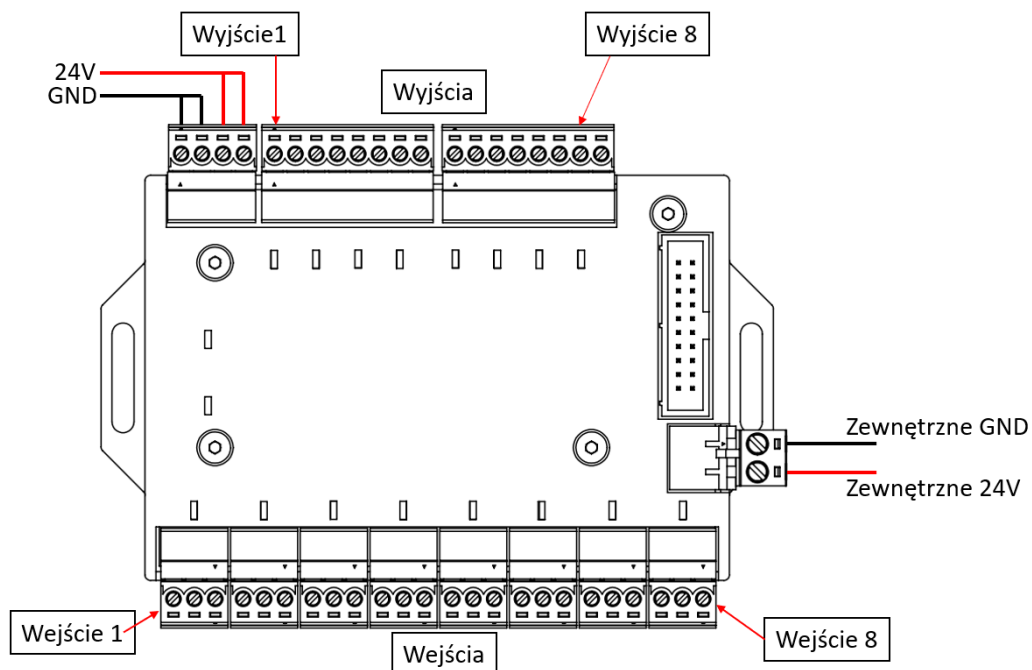 Wyjście1
Wyjście 8
24V
GND
Wyjścia
Zewnętrzne GND
Zewnętrzne 24V
Wejście 1
Wejścia
Wejście 8